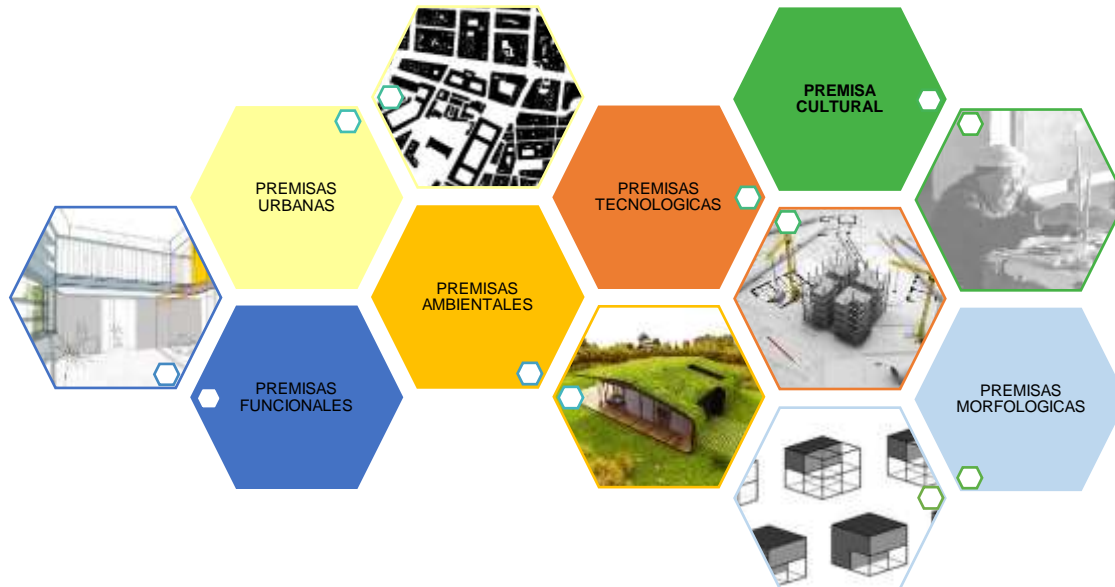 PREMISA
CULTURAL
PREMISAS
URBANAS
PREMISAS
TECNOLOGICAS
PREMISAS
AMBIENTALES
PREMISAS
FUNCIONALES
PREMISAS
MORFOLOGICAS